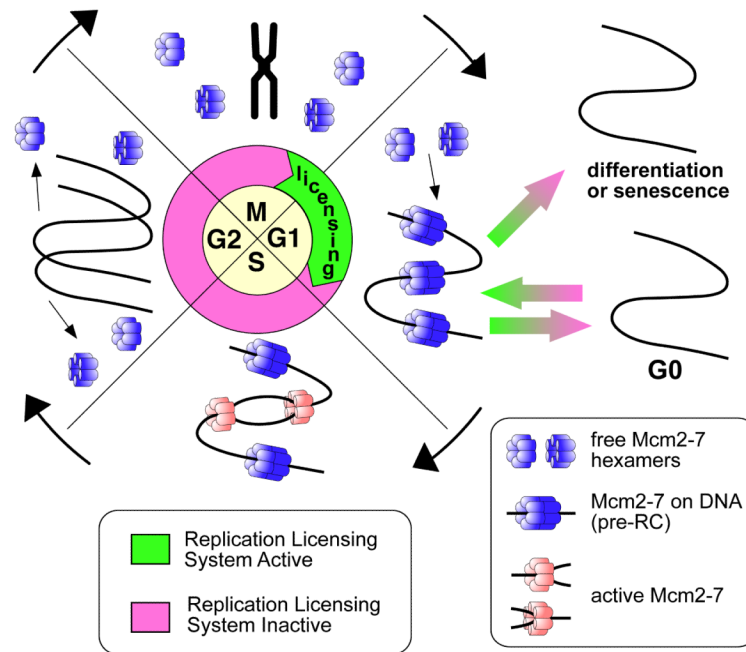 differentiation
or senescence
licensing
M
G2
G1
S
G0
free Mcm2-7
hexamers
Mcm2-7 on DNA
(pre-RC)
active Mcm2-7
Replication Licensing
System Active
Replication Licensing
System Inactive